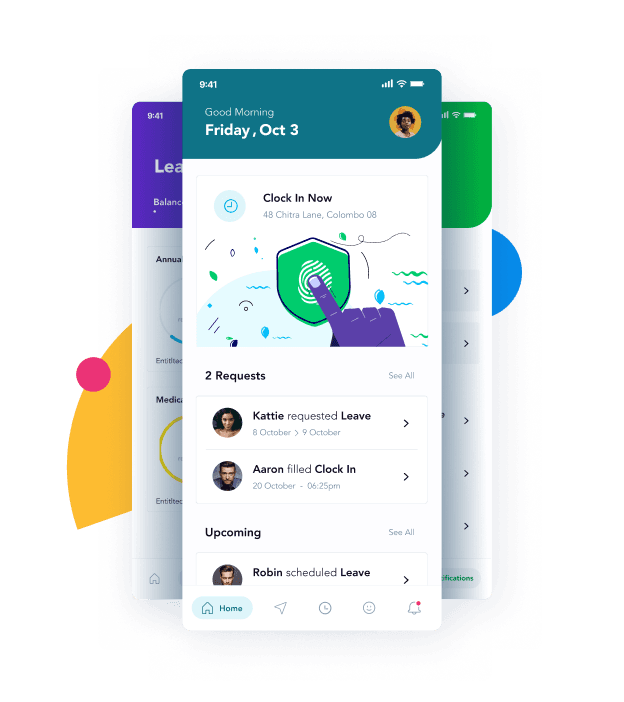 9:41
Good Morning
Friday, Oct 3
Clock In Now
48 Chitra Lane, Colombo 08
2 Requests
See All
Kattie requested Leave
8 October > 9 October
Aaron filled Clock In
20 October - 06:25pm
Upcoming
See All
Robin scheduled Leave
Home
9:41
Lea
Balanc
Annua
Entitlted
Medica
Entitlted
ifications